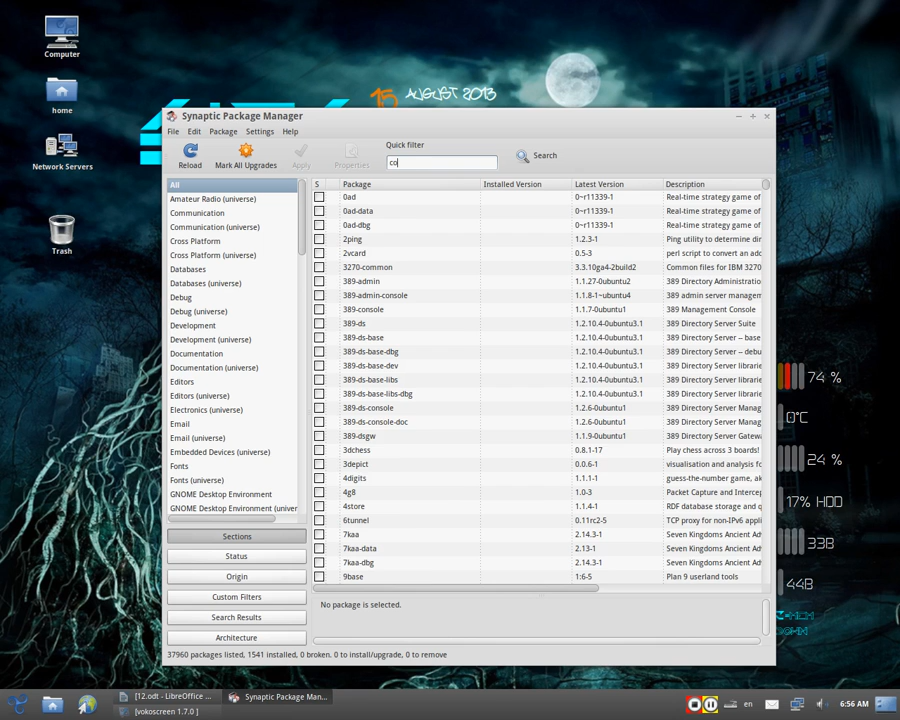 Computer
home
Network Servers
Trash
15 AUGUST 2013
Synaptic Package Manager
File Edit Package Settings Help
Reload
Mark All Upgrades
Apply
Properties
Quick filter
co
Search
All
Amateur Radio (universe)
Communication
Communication (universe)
Cross Platform
Cross Platform (universe)
Databases
Databases (universe)
Debug
Debug (universe)
Development
Development (universe)
Documentation
Documentation (universe)
Editors
Editors (universe)
Electronics (universe)
Email
Email (universe)
Embedded Devices (universe)
Fonts
Fonts (universe)
GNOME Desktop Environment
GNOME Desktop Environment (univer
Sections
Status
Origin
Custom Filters
Search Results
Architecture
S Package Installed Version Latest Version Description
0ad 0~r11339-1 Real-time strategy game of
0ad-data 0~r11339-1 Real-time strategy game of
0ad-dbg 0~r11339-1 Real-time strategy game of
2ping 1.2.3-1 Ping utility to determine dir
2vcard 0.5-3 perl script to convert an add
3270-common 3.3.10ga4-2build2 Common files for IBM 3270
389-admin 1.1.27-0ubuntu2 389 Directory Administratio
389-admin-console 1.1.8-1~ubuntu4 389 admin server managem
389-console 1.1.7-0ubuntu1 389 Management Console
389-ds 1.2.10.4-0ubuntu3.1 389 Directory Server Suite
389-ds-base 1.2.10.4-0ubuntu3.1 389 Directory Server -- base
389-ds-base-dbg 1.2.10.4-0ubuntu3.1 389 Directory Server -- debu
389-ds-base-dev 1.2.10.4-0ubuntu3.1 389 Directory Server librarie
389-ds-base-libs 1.2.10.4-0ubuntu3.1 389 Directory Server librarie
389-ds-base-libs-dbg 1.2.10.4-0ubuntu3.1 389 Directory Server librarie
389-ds-console 1.2.6-0ubuntu1 389 Directory Server Manag
389-ds-console-doc 1.2.6-0ubuntu1 389 Directory Server Manag
389-dsgw 1.1.9-0ubuntu1 389 Directory Server Gatewa
3dchess 0.8.1-17 Play chess across 3 boards!
3depict 0.0.6-1 visualisation and analysis fo
4digits 1.1.1-1 guess-the-number game, ak
4g8 1.0-3 Packet Capture and Intercep
4store 1.1.4-1 RDF database storage and q
6tunnel 0.11rc2-5 TCP proxy for non-IPv6 appli
7kaa 2.14.3-1 Seven Kingdoms Ancient Ad
7kaa-data 2.13-1 Seven Kingdoms Ancient Ad
7kaa-dbg 2.14.3-1 Seven Kingdoms Ancient Ad
9base 1:6-5 Plan 9 userland tools
No package is selected.
37960 packages listed, 1541 installed, 0 broken. 0 to install/upgrade, 0 to remove
74 %
0°C
24 %
17% HDD
33B
44B
[12.odt - LibreOffice ...
Synaptic Package Man...
[vokoscreen 1.7.0 ]
en
6:56 AM